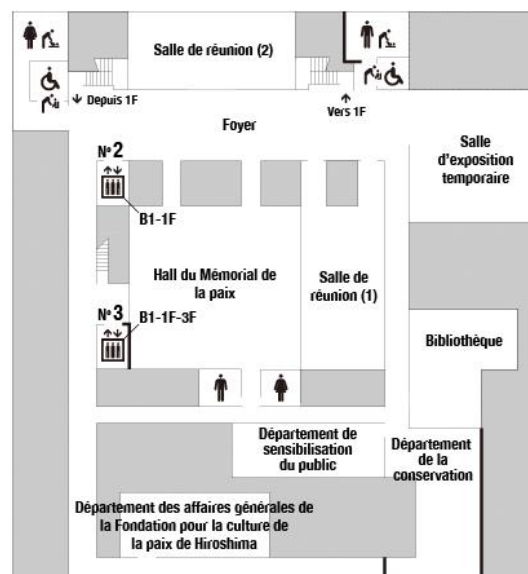 Salle de réunion (2)
Depuis 1F
Vers 1F
Foyer
Salle
d'exposition
temporaire
Nº 2
B1-1F
Hall du Mémorial de
la paix
Salle de
réunion (1)
Nº 3
B1-1F-3F
Bibliothèque
Département de
sensibilisation
du public
Département
de la
conservation
Département des affaires générales de
la Fondation pour la culture de
la paix de Hiroshima